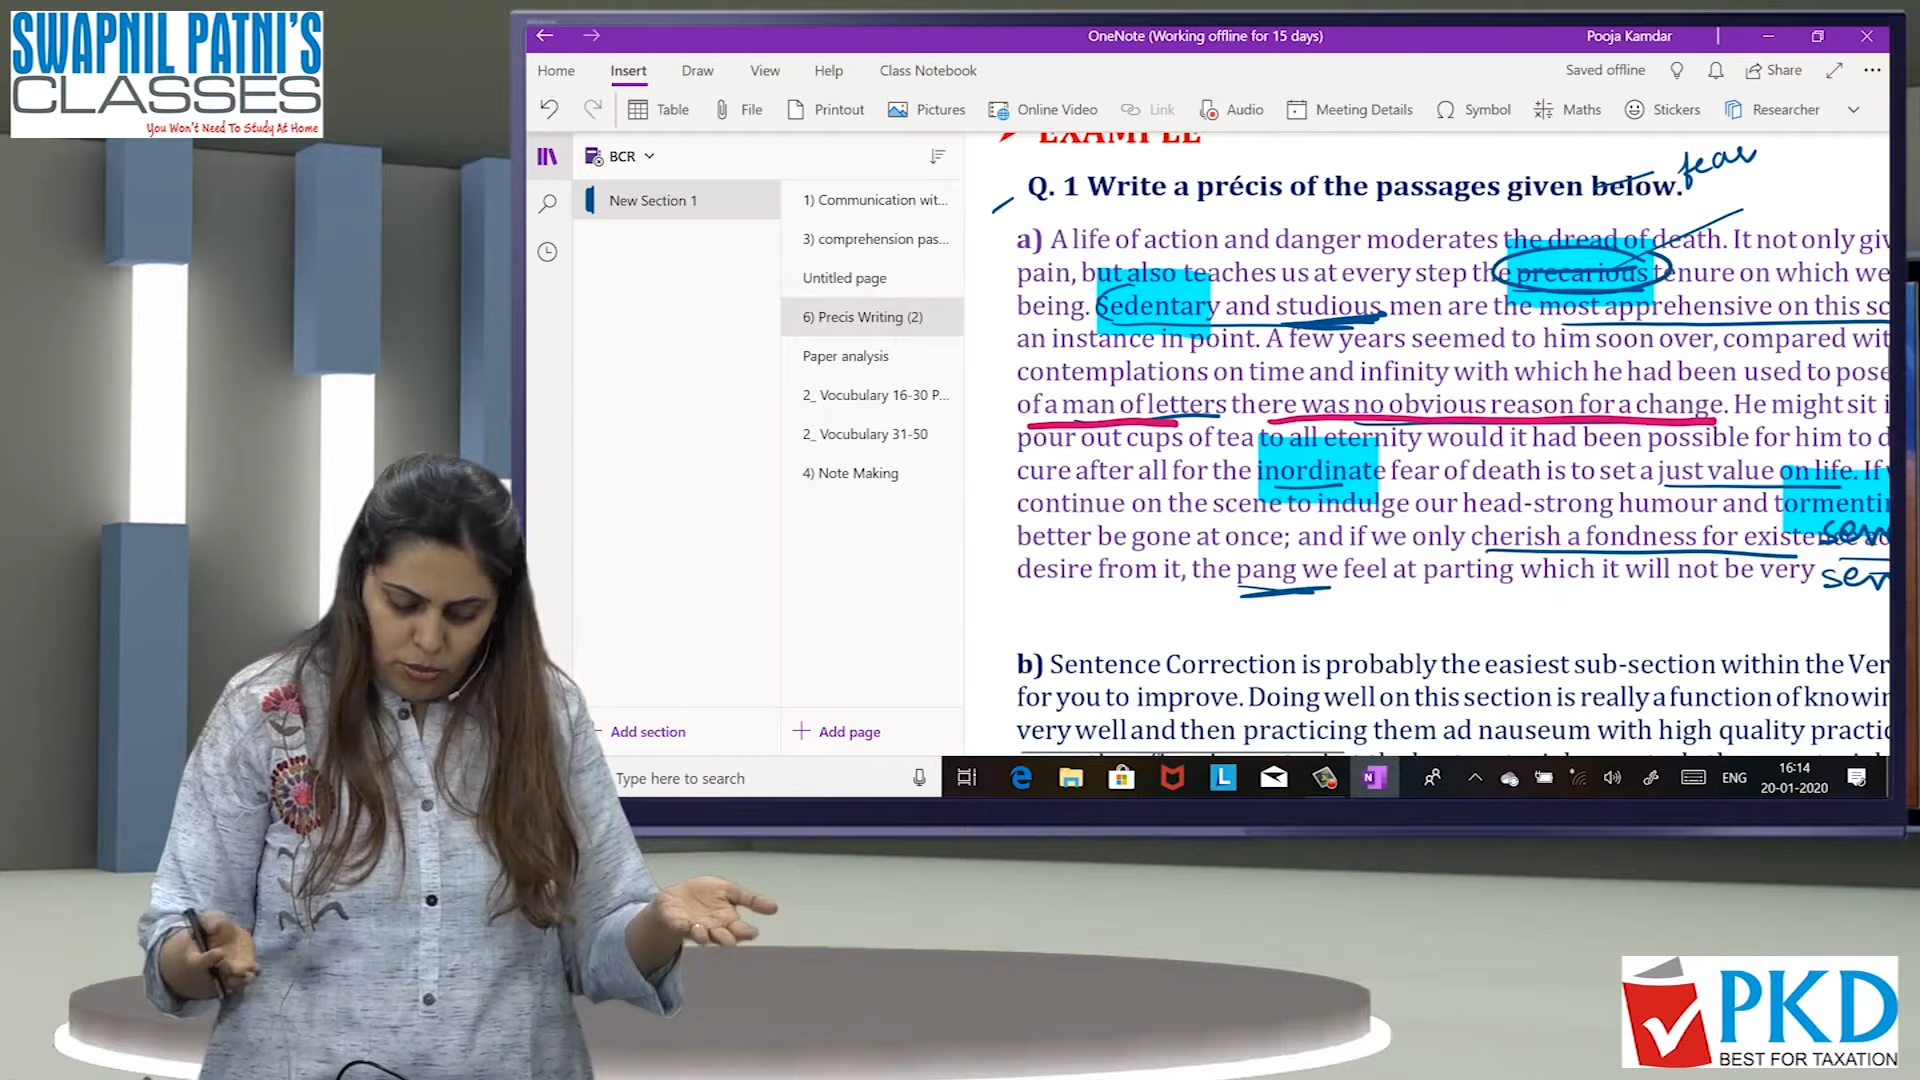 SWAPNIL PATNI'S
CLASSES
You Won't Need To Study At Home
OneNote (Working offline for 15 days)
Pooja Kamdar
Home Insert Draw View Help Class Notebook
Saved offline
Share
Table File Printout Pictures Online Video Link Audio Meeting Details Symbol Maths Stickers Researcher
BCR
New Section 1
1) Communication wit...
3) comprehension pas...
Untitled page
6) Precis Writing (2)
Paper analysis
2_ Vocubulary 16-30 P...
2_ Vocubulary 31-50
4) Note Making
Add section
Add page
EXAMPLE
fear
Q. 1 Write a précis of the passages given below.
a) A life of action and danger moderates the dread of death. It not only giv
pain, but also teaches us at every step the precarious tenure on which we
being. Sedentary and studious men are the most apprehensive on this sc
an instance in point. A few years seemed to him soon over, compared wit
contemplations on time and infinity with which he had been used to pose
of a man of letters there was no obvious reason for a change. He might sit i
pour out cups of tea to all eternity would it had been possible for him to d
cure after all for the inordinate fear of death is to set a just value on life. If
continue on the scene to indulge our head-strong humour and tormentin
better be gone at once; and if we only cherish a fondness for existence
desire from it, the pang we feel at parting which it will not be very
b) Sentence Correction is probably the easiest sub-section within the Ver
for you to improve. Doing well on this section is really a function of knowin
very well and then practicing them ad nauseum with high quality practic
Type here to search
ENG
16:14
20-01-2020
PKD
BEST FOR TAXATION